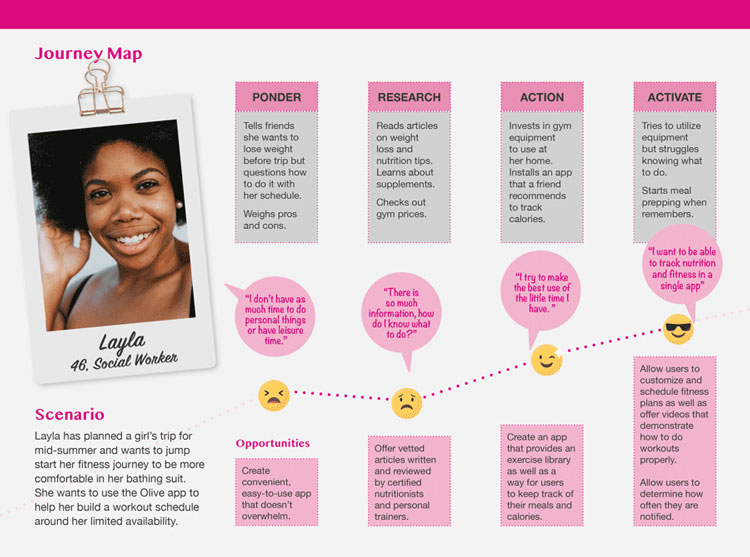 Journey Map
Layla
46, Social Worker
Scenario
Layla has planned a girl's trip for
mid-summer and wants to jump
start her fitness journey to be more
comfortable in her bathing suit.
She wants to use the Olive app to
help her build a workout schedule
around her limited availability.
PONDER
Tells friends
she wants to
lose weight
before trip but
questions how
to do it with
her schedule.
Weighs pros
and cons.
RESEARCH
Reads articles
on weight
loss and
nutrition tips.
Learns about
supplements.
Checks out
gym prices.
ACTION
Invests in gym
equipment
to use at
her home.
Installs an app
that a friend
recommends
to track
calories.
ACTIVATE
Tries to utilize
equipment
but struggles
knowing what
to do.
Starts meal
prepping when
remembers.
"I don't have as
much time to do
personal things
or have leisure
time."
"There is
so much
information, how
do I know what
to do?"
"I try to make
the best use of
the little time I
have. "
"I want to be able
to track nutrition
and fitness in a
single app"
Opportunities
Create
convenient,
easy-to-use app
that doesn't
overwhelm.
Offer vetted
articles written
and reviewed
by certified
nutritionists
and personal
trainers.
Create an app
that provides an
exercise library
as well as a
way for users
to keep track of
their meals and
calories.
Allow users to
customize and
schedule fitness
plans as well as
offer videos that
demonstrate
how to do
workouts
properly.
Allow users to
determine how
often they are
notified.